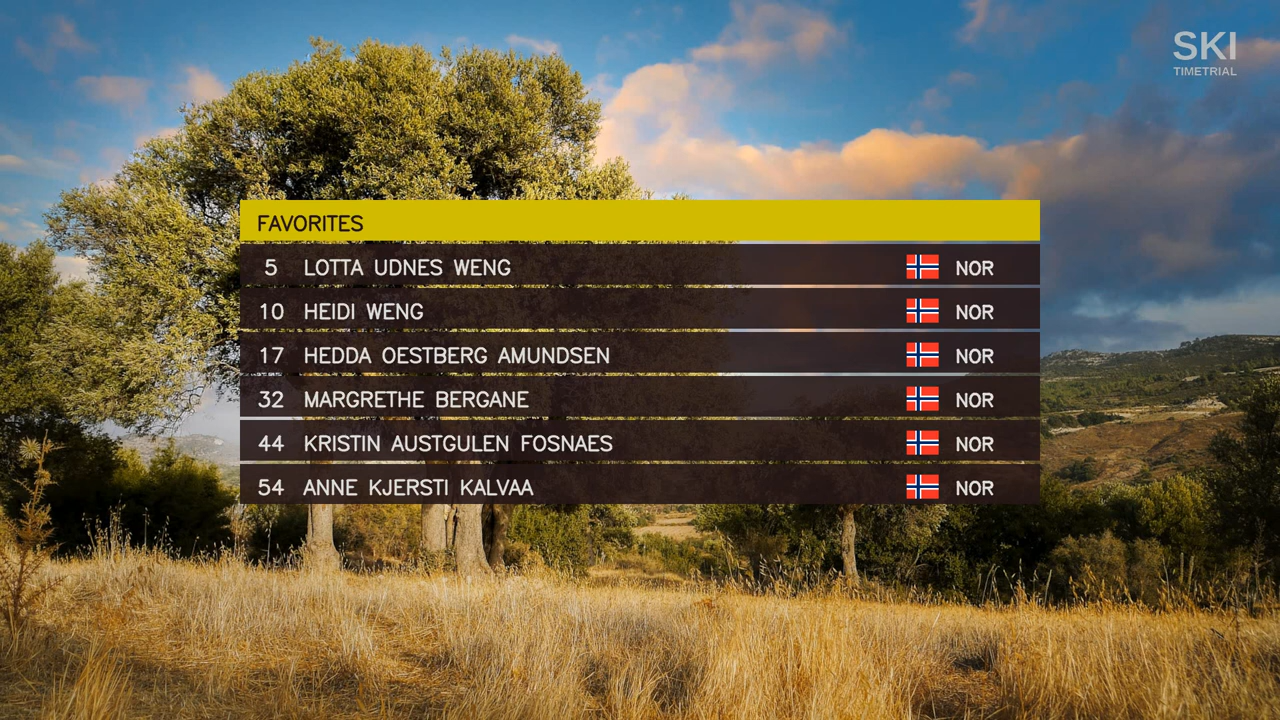 SKI
TIMETRIAL
FAVORITES
5 LOTTA UDNES WENG NOR
10 HEIDI WENG NOR
17 HEDDA OESTBERG AMUNDSEN NOR
32 MARGRETHE BERGANE NOR
44 KRISTIN AUSTGULEN FOSNAES NOR
54 ANNE KJERSTI KALVAA NOR